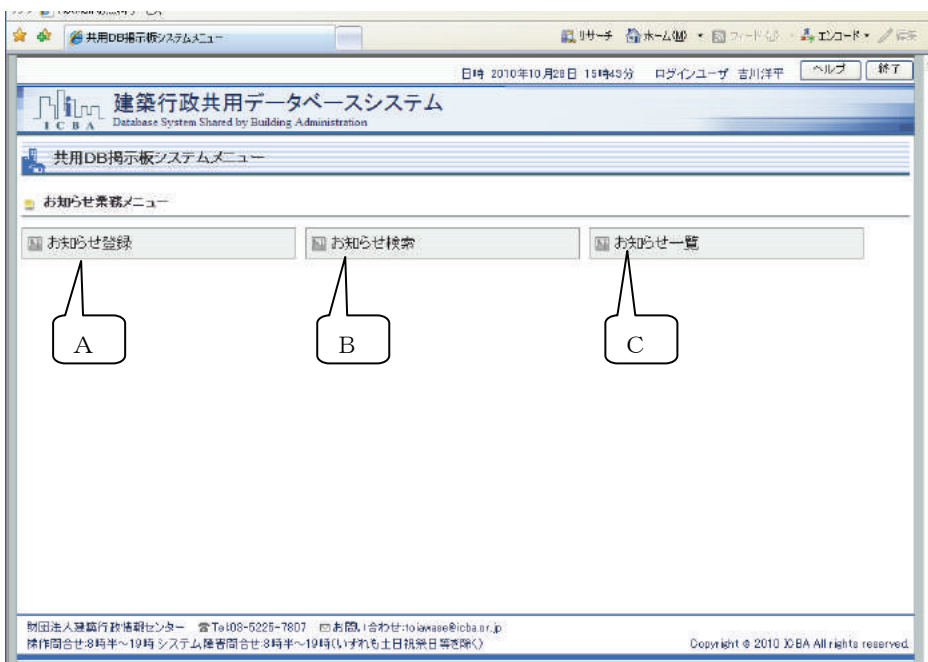 共用DB掲示板システムメニュー
リサーチ ホーム(M) エンコード
日時 2010年10月28日 15時43分 ログインユーザ 吉川洋平 ヘルプ 終了
建築行政共用データベースシステム
ICBA Database System Shared by Building Administration
共用DB掲示板システムメニュー
お知らせ業務メニュー
お知らせ登録 お知らせ検索 お知らせ一覧
A B C
財団法人建築行政情報センター ☎Tel:03-5225-7807 お問い合わせ:toiawase@icba.or.jp
操作問合せ:8時半～19時 システム障害問合せ:8時半～19時(いずれも土日祝祭日等を除く) Copyright © 2010 ICBA All rights reserved.